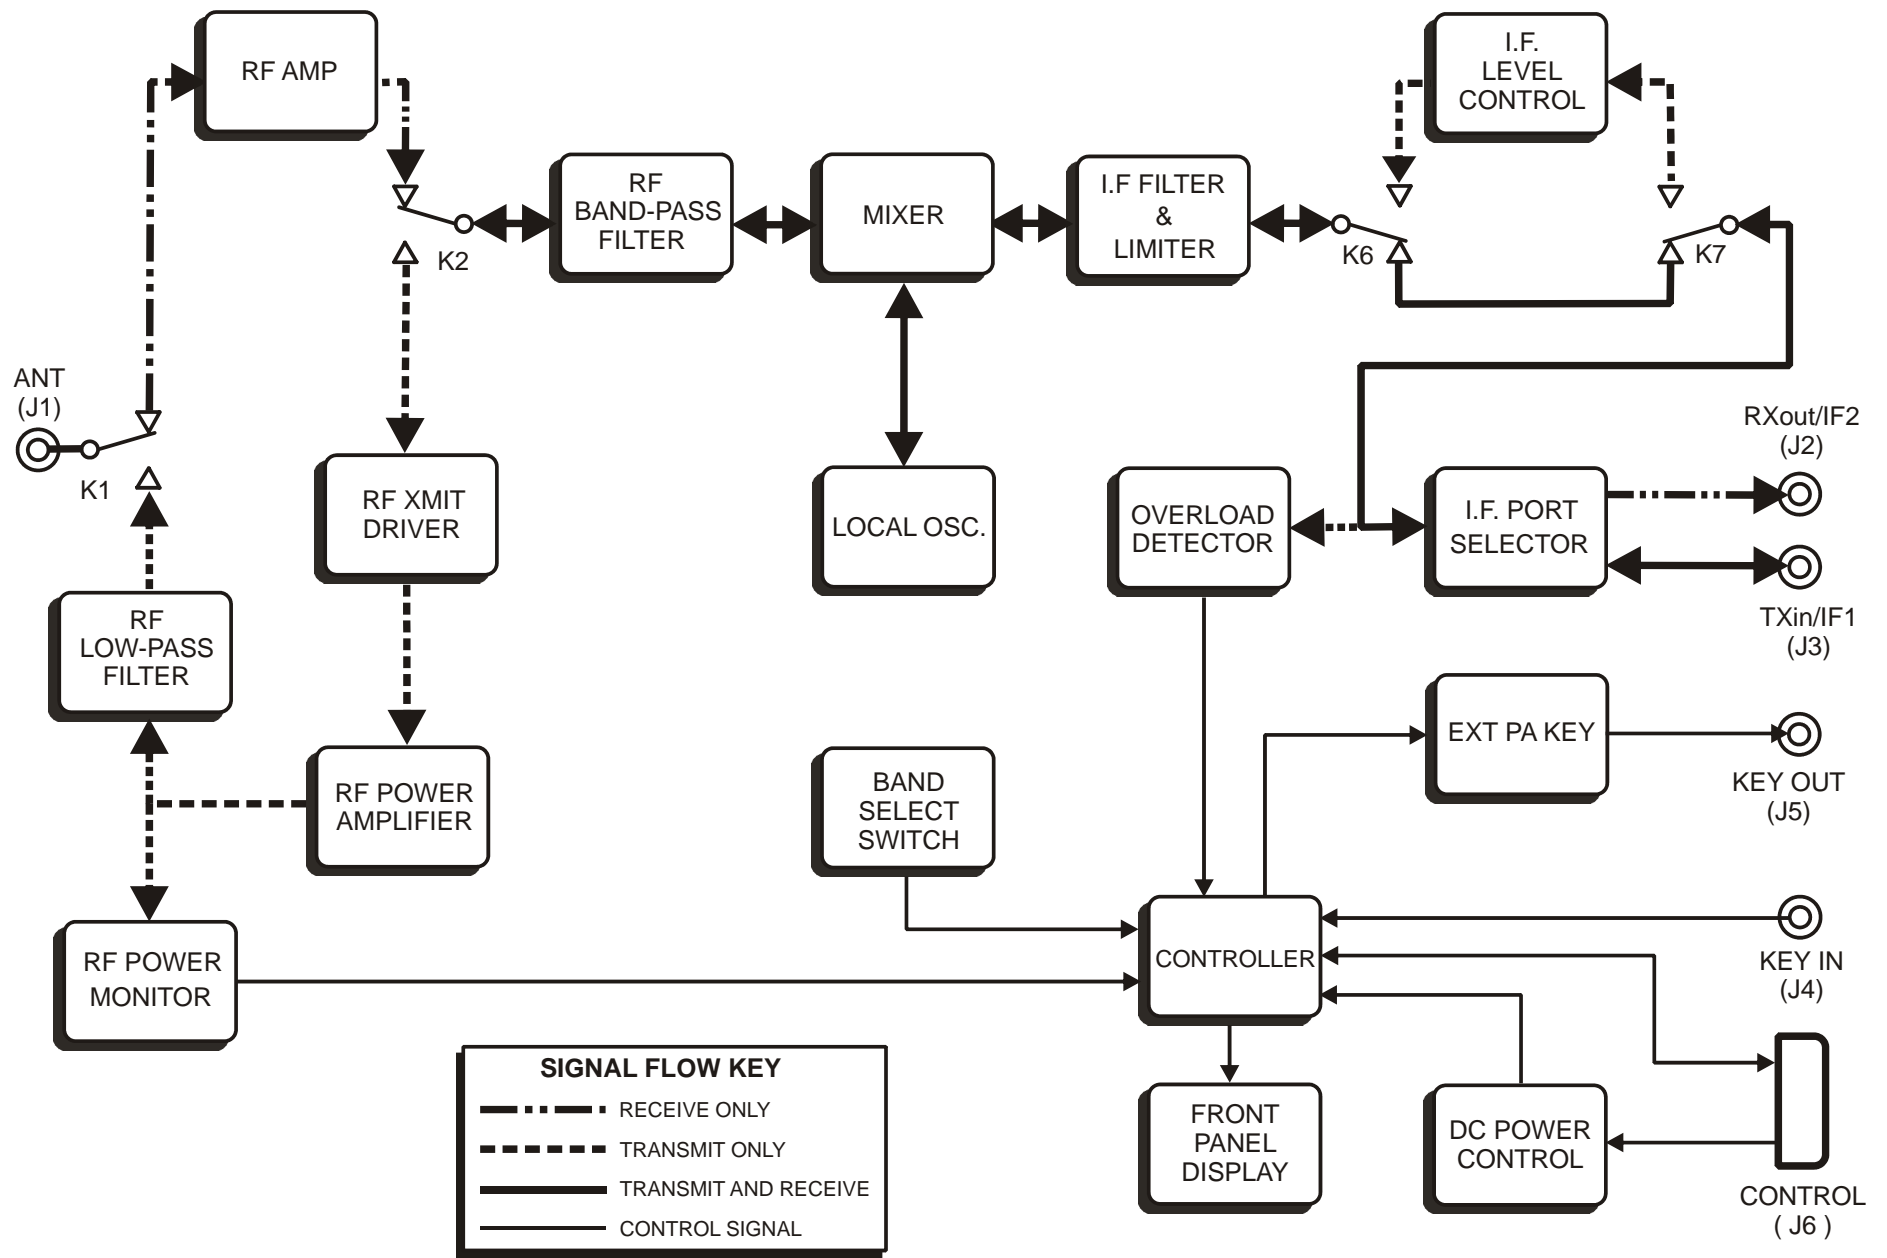 RF AMP
I.F.
LEVEL
CONTROL
RF
BAND-PASS
FILTER
MIXER
I.F FILTER
&
LIMITER
K2
K6
K7
ANT
(J1)
K1
RF XMIT
DRIVER
LOCAL OSC.
OVERLOAD
DETECTOR
I.F. PORT
SELECTOR
RXout/IF2
(J2)
TXin/IF1
(J3)
RF
LOW-PASS
FILTER
EXT PA KEY
KEY OUT
(J5)
RF POWER
AMPLIFIER
BAND
SELECT
SWITCH
RF POWER
MONITOR
CONTROLLER
KEY IN
(J4)
FRONT
PANEL
DISPLAY
DC POWER
CONTROL
CONTROL
( J6 )
SIGNAL FLOW KEY
RECEIVE ONLY
TRANSMIT ONLY
TRANSMIT AND RECEIVE
CONTROL SIGNAL